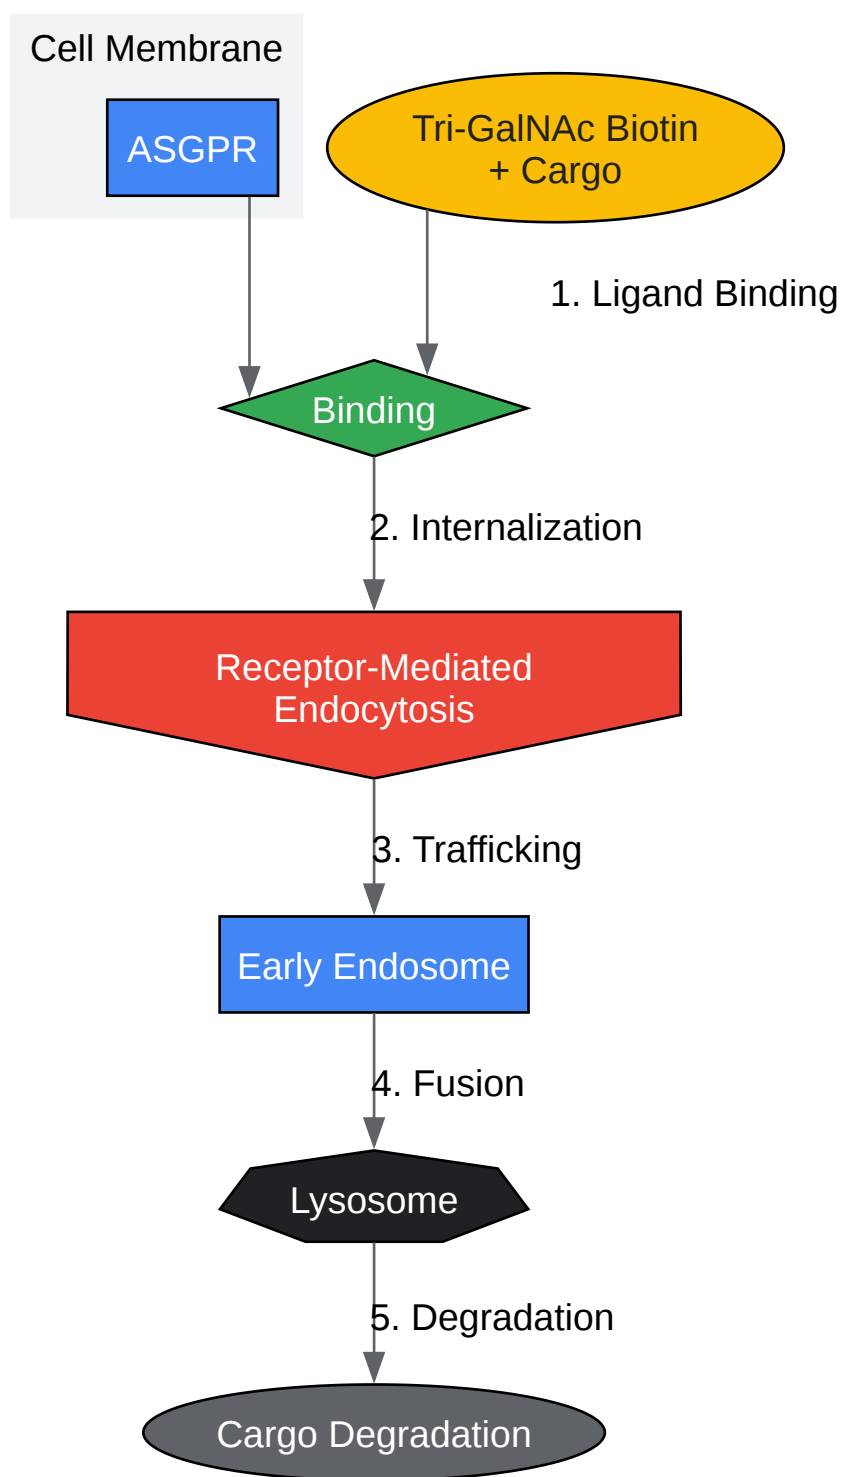 Cell Membrane
ASGPR
Tri-GalNAc Biotin
+ Cargo
1. Ligand Binding
Binding
2. Internalization
Receptor-Mediated
Endocytosis
3. Trafficking
Early Endosome
4. Fusion
Lysosome
5. Degradation
Cargo Degradation